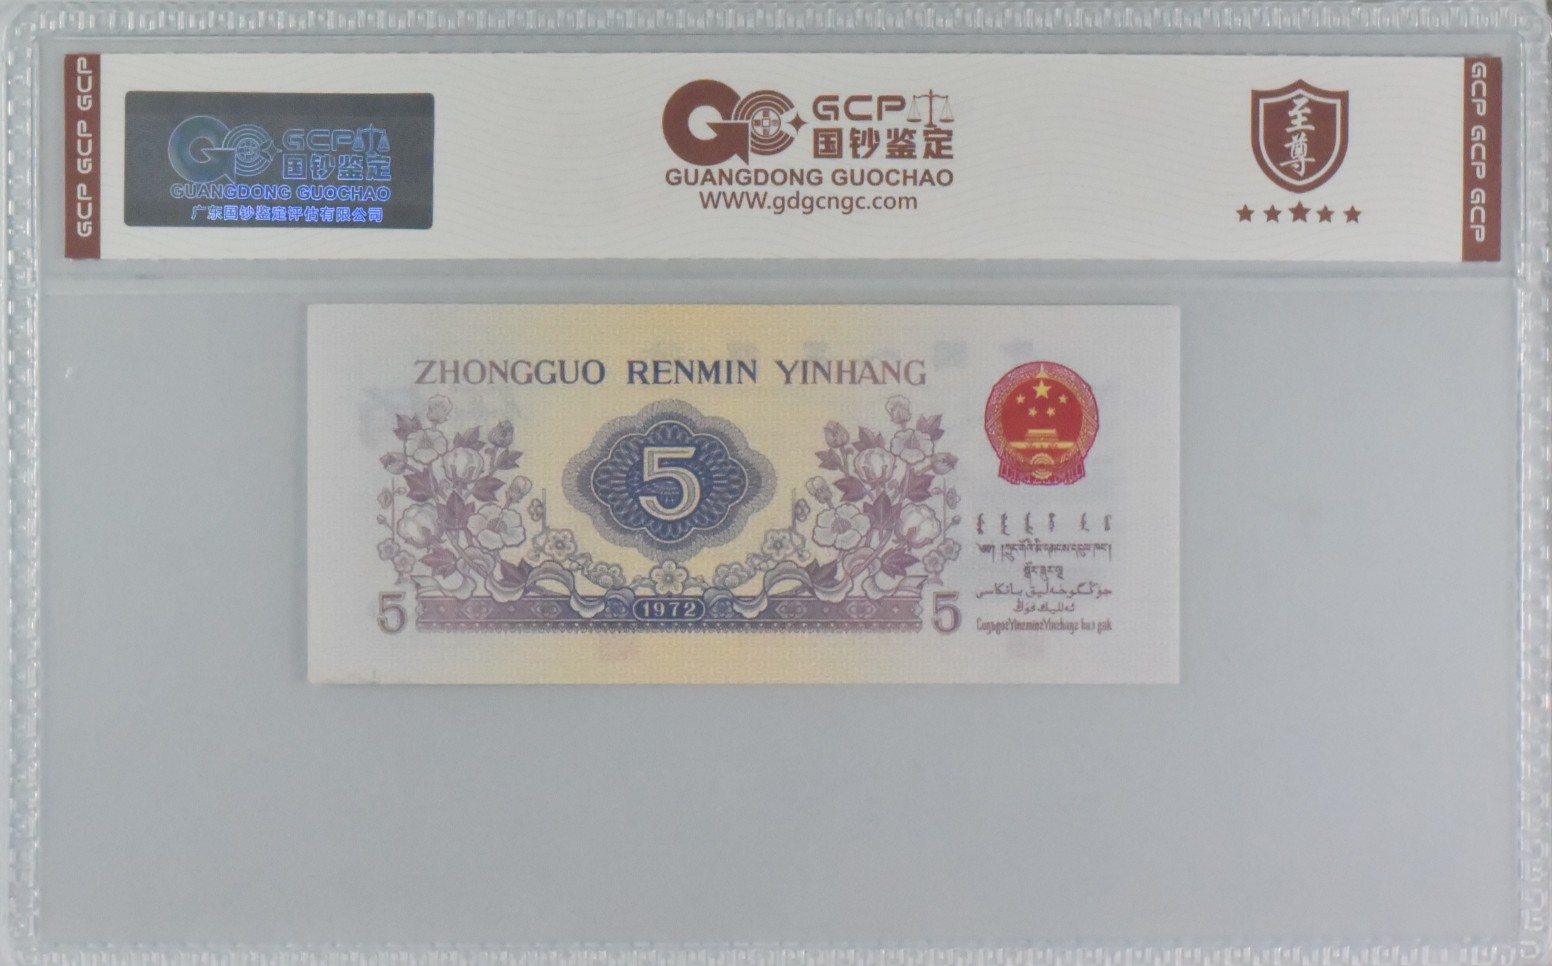 GCP GCP GCP
GCP
国钞鉴定
GUANGDONG GUOCHAO
广东国钞鉴定评估有限公司
GCP
国钞鉴定
GUANGDONG GUOCHAO
WWW.gdgcngc.com
至尊
GCP GCP GCP
ZHONGGUO RENMIN YINHANG
5
5
1972
5